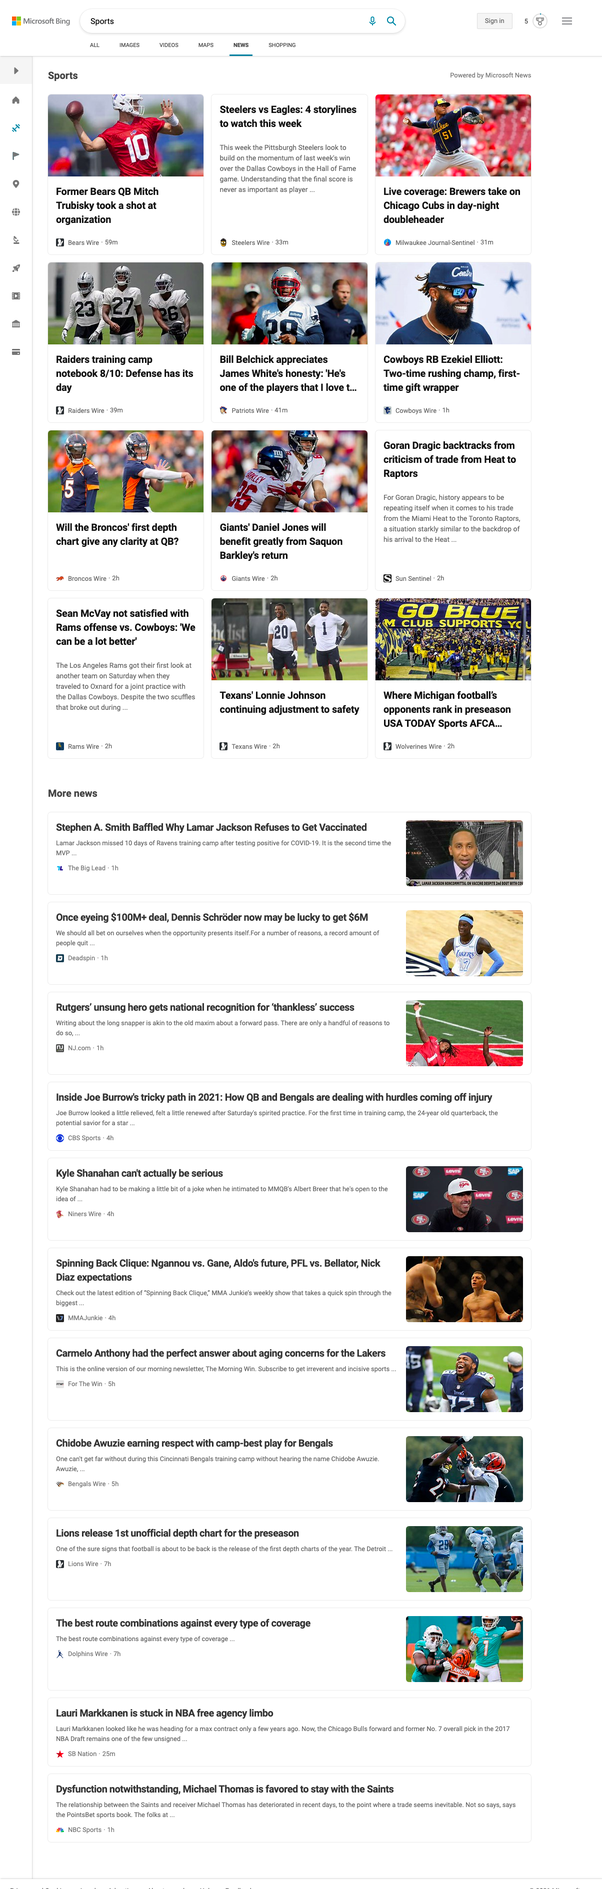 Microsoft Bing
Sports
Sign in
5
ALL
IMAGES
VIDEOS
MAPS
NEWS
SHOPPING
Sports
Powered by Microsoft News
10
Former Bears QB Mitch
Trubisky took a shot at
organization
Bears Wire · 59m
Steelers vs Eagles: 4 storylines
to watch this week
This week the Pittsburgh Steelers look to
build on the momentum of last week's win
over the Dallas Cowboys in the Hall of Fame
game. Understanding that the final score is
never as important as player ...
Steelers Wire · 33m
51
Live coverage: Brewers take on
Chicago Cubs in day-night
doubleheader
Milwaukee Journal-Sentinel · 31m
23
27
26
Raiders training camp
notebook 8/10: Defense has its
day
Raiders Wire · 39m
28
Bill Belichick appreciates
James White's honesty: 'He's
one of the players that I love t...
Patriots Wire · 41m
Cowboys RB Ezekiel Elliott:
Two-time rushing champ, first-
time gift wrapper
Cowboys Wire · 1h
5
Will the Broncos' first depth
chart give any clarity at QB?
Broncos Wire · 2h
26
Giants' Daniel Jones will
benefit greatly from Saquon
Barkley's return
Giants Wire · 2h
Goran Dragic backtracks from
criticism of trade from Heat to
Raptors
For Goran Dragic, history appears to be
repeating itself when it comes to his trade
from the Miami Heat to the Toronto Raptors,
a situation starkly similar to the backdrop of
his arrival to the Heat ...
Sun Sentinel · 2h
Sean McVay not satisfied with
Rams offense vs. Cowboys: 'We
can be a lot better'
The Los Angeles Rams got their first look at
another team on Saturday when they
traveled to Oxnard for a joint practice with
the Dallas Cowboys. Despite the two scuffles
that broke out during ...
Rams Wire · 2h
20
1
Texans' Lonnie Johnson
continuing adjustment to safety
Texans Wire · 2h
GO BLUE
M CLUB SUPPORTS YOU
Where Michigan football's
opponents rank in preseason
USA TODAY Sports AFCA...
Wolverines Wire · 2h
More news
Stephen A. Smith Baffled Why Lamar Jackson Refuses to Get Vaccinated
Lamar Jackson missed 10 days of Ravens training camp after testing positive for COVID-19. It is the second time the
MVP ...
The Big Lead · 1h
Once eyeing $100M+ deal, Dennis Schröder now may be lucky to get $6M
We should all bet on ourselves when the opportunity presents itself.For a number of reasons, a record amount of
people quit ...
Deadspin · 1h
17
Rutgers' unsung hero gets national recognition for 'thankless' success
Writing about the long snapper is akin to the old maxim about a forward pass. There are only a handful of reasons to
do so, ...
NJ.com · 1h
Inside Joe Burrow's tricky path in 2021: How QB and Bengals are dealing with hurdles coming off injury
Joe Burrow looked a little relieved, felt a little renewed after Saturday's spirited practice. For the first time in training camp, the 24-year old quarterback, the
potential savior for a star ...
CBS Sports · 4h
Kyle Shanahan can't actually be serious
Kyle Shanahan had to be making a little bit of a joke when he intimated to MMQB's Albert Breer that he's open to the
idea of ...
Niners Wire · 4h
SAP
Levi's
Spinning Back Clique: Ngannou vs. Gane, Aldo's future, PFL vs. Bellator, Nick
Diaz expectations
Check out the latest edition of "Spinning Back Clique," MMA Junkie's weekly show that takes a quick spin through the
biggest ...
MMAJunkie · 4h
Carmelo Anthony had the perfect answer about aging concerns for the Lakers
This is the online version of our morning newsletter, The Morning Win. Subscribe to get irreverent and incisive sports ...
For The Win · 5h
Chidobe Awuzie earning respect with camp-best play for Bengals
One can't get far without during this Cincinnati Bengals training camp without hearing the name Chidobe Awuzie.
Awuzie, ...
Bengals Wire · 5h
Lions release 1st unofficial depth chart for the preseason
One of the sure signs that football is about to be back is the release of the first depth charts of the year. The Detroit ...
Lions Wire · 7h
The best route combinations against every type of coverage
The best route combinations against every type of coverage ...
Dolphins Wire · 7h
1
Lauri Markkanen is stuck in NBA free agency limbo
Lauri Markkanen looked like he was heading for a max contract only a few years ago. Now, the Chicago Bulls forward and former No. 7 overall pick in the 2017
NBA Draft remains one of the few unsigned ...
SB Nation · 25m
Dysfunction notwithstanding, Michael Thomas is favored to stay with the Saints
The relationship between the Saints and receiver Michael Thomas has deteriorated in recent days, to the point where a trade seems inevitable. Not so says, says
the PointsBet sports book. The folks at ...
NBC Sports · 1h